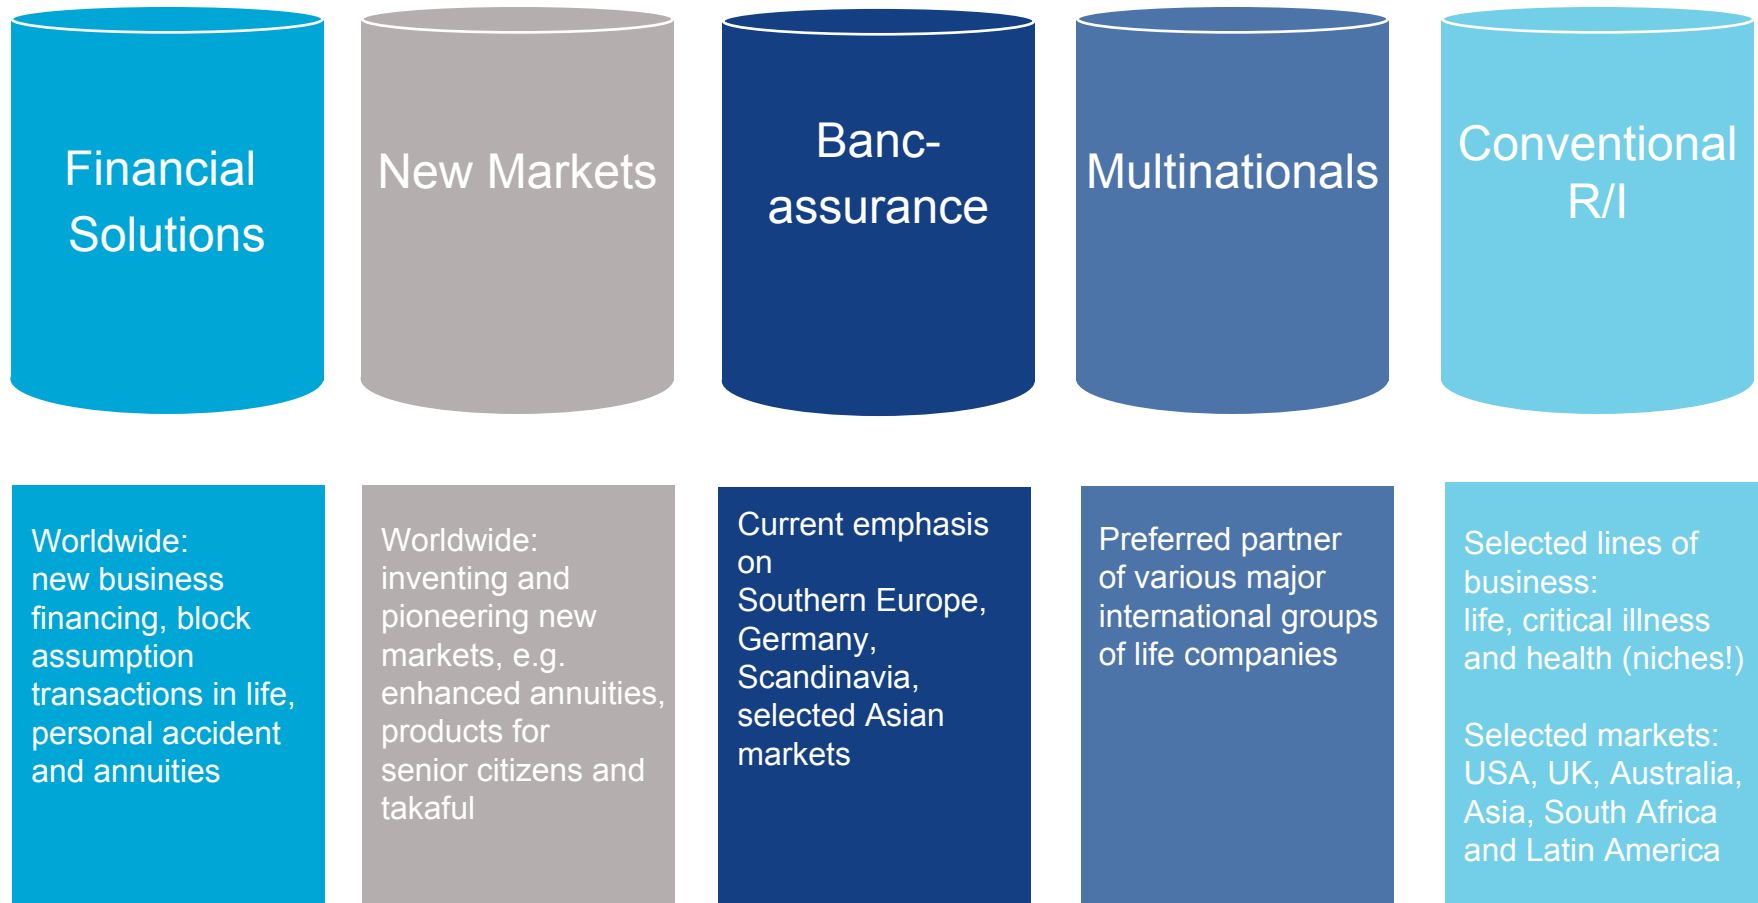 Financial
Solutions
New Markets
Banc-
assurance
Multinationals
Conventional
R/I
Worldwide:
new business
financing, block
assumption
transactions in life,
personal accident
and annuities
Worldwide:
inventing and
pioneering new
markets, e.g.
enhanced annuities,
products for
senior citizens and
takaful
Current emphasis
on
Southern Europe,
Germany,
Scandinavia,
selected Asian
markets
Preferred partner
of various major
international groups
of life companies
Selected lines of
business:
life, critical illness
and health (niches!)
Selected markets:
USA, UK, Australia,
Asia, South Africa
and Latin America